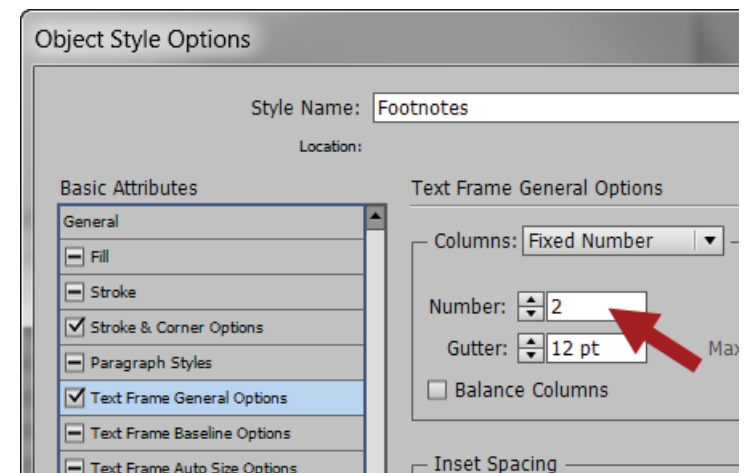 Object Style Options
Style Name: Footnotes
Location:
Basic Attributes
General
Fill
Stroke
Stroke & Corner Options
Paragraph Styles
Text Frame General Options
Text Frame Baseline Options
Text Frame Auto Size Options
Text Frame General Options
Columns: Fixed Number
Number: 2
Gutter: 12 pt
Max
Balance Columns
Inset Spacing